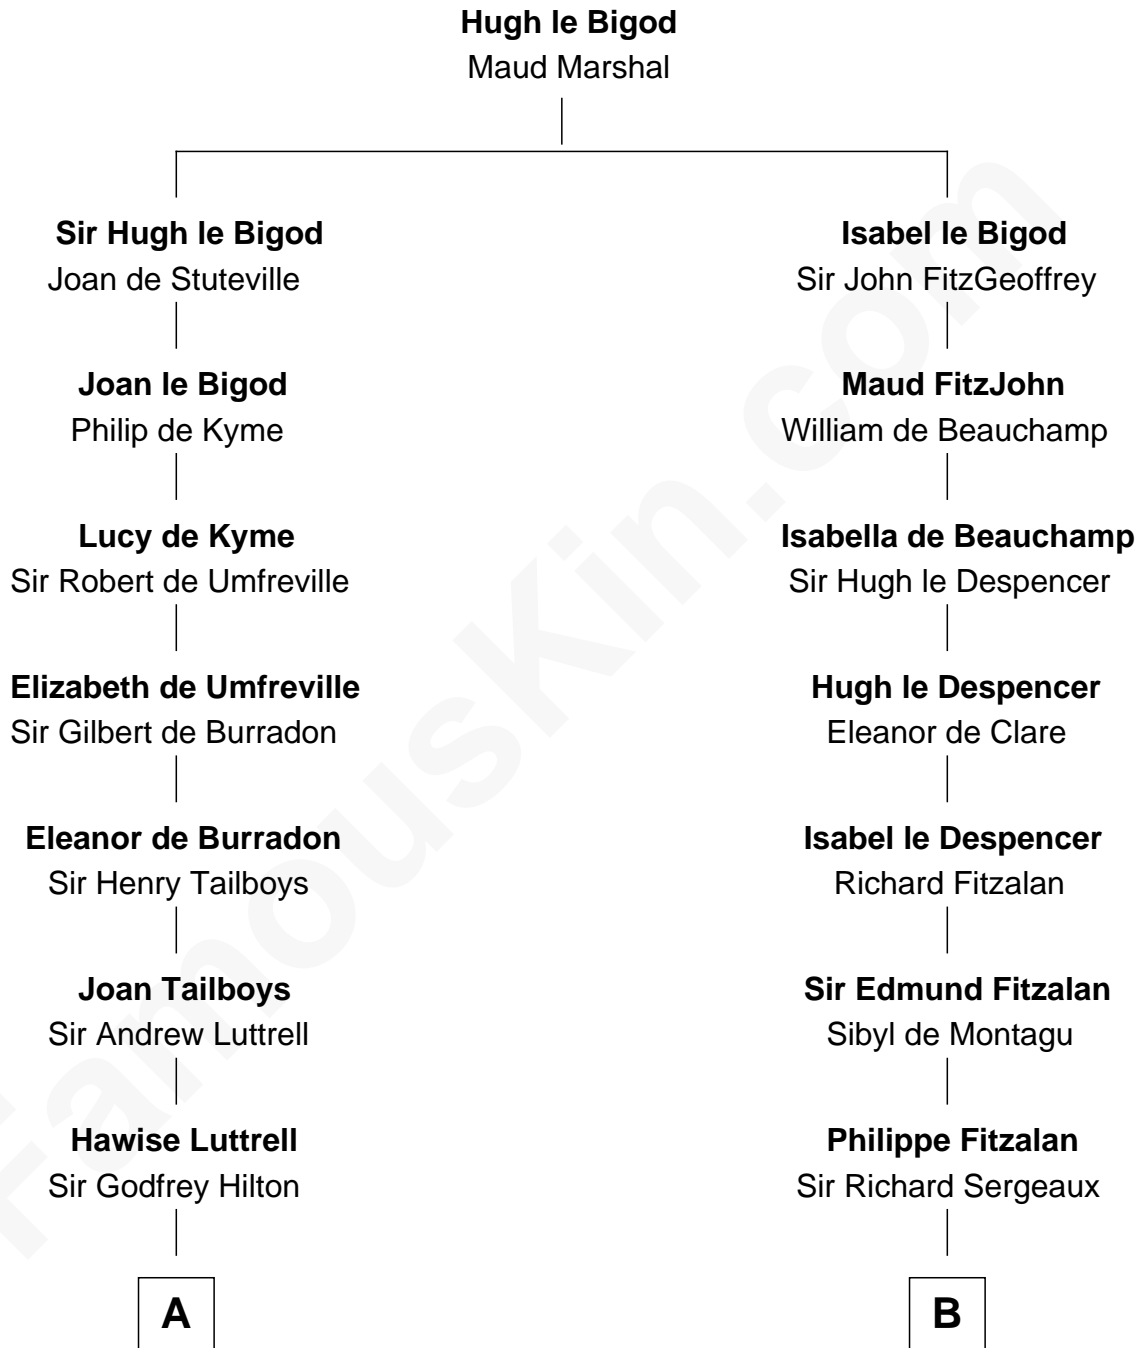 Hugh le Bigod
Maud Marshal
Sir Hugh le Bigod
Joan de Stuteville
Isabel le Bigod
Sir John FitzGeoffrey
Joan le Bigod
Philip de Kyme
Maud FitzJohn
William de Beauchamp
Lucy de Kyme
Sir Robert de Umfreville
Isabella de Beauchamp
Sir Hugh le Despencer
Elizabeth de Umfreville
Sir Gilbert de Burradon
Hugh le Despencer
Eleanor de Clare
Eleanor de Burradon
Sir Henry Tailboys
Isabel le Despencer
Richard Fitzalan
Joan Tailboys
Sir Andrew Luttrell
Sir Edmund Fitzalan
Sibyl de Montagu
Hawise Luttrell
Sir Godfrey Hilton
Philippe Fitzalan
Sir Richard Sergeaux
A
B
FamousKin.com